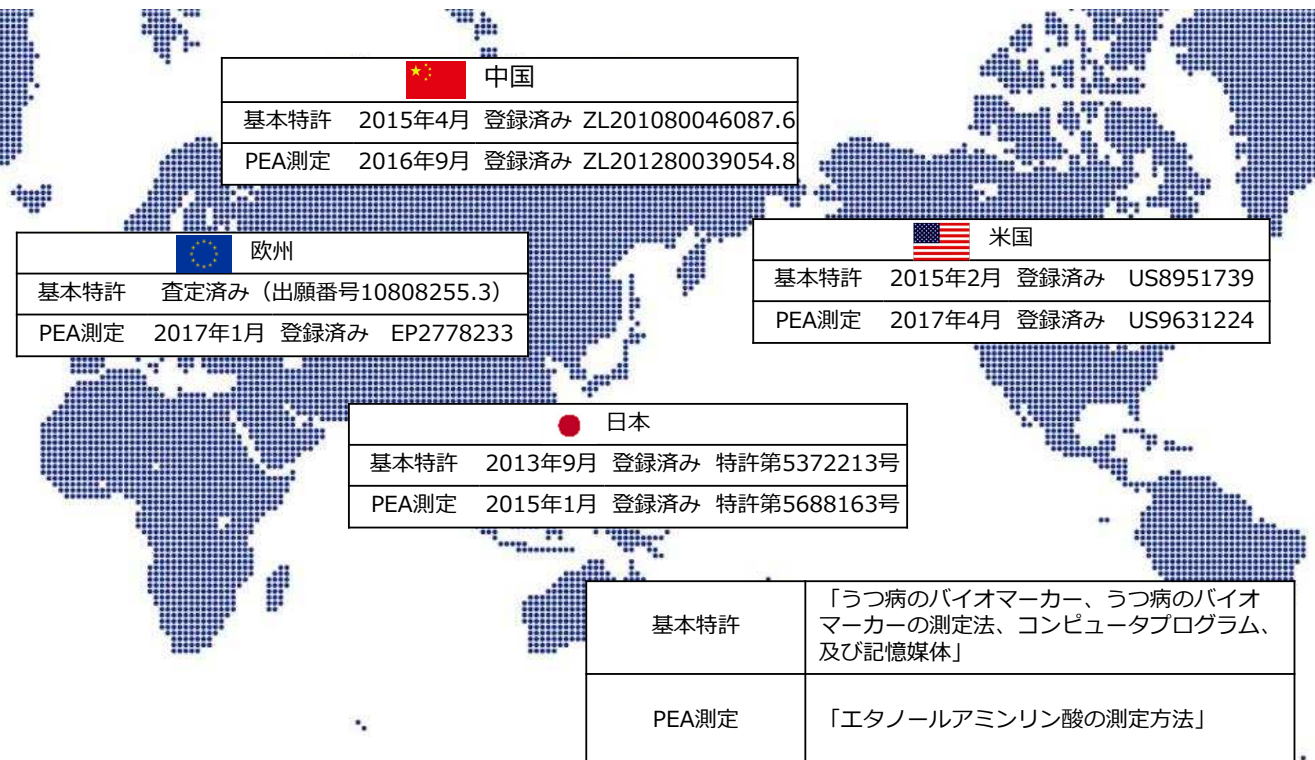 中国
基本特許 2015年4月 登録済み ZL201080046087.6
PEA測定 2016年9月 登録済み ZL201280039054.8
欧州
基本特許 査定済み（出願番号10808255.3）
PEA測定 2017年1月 登録済み EP2778233
米国
基本特許 2015年2月 登録済み US8951739
PEA測定 2017年4月 登録済み US9631224
日本
基本特許 2013年9月 登録済み 特許第5372213号
PEA測定 2015年1月 登録済み 特許第5688163号
基本特許
「うつ病のバイオマーカー、うつ病のバイオ
マーカーの測定法、コンピュータプログラム、
及び記憶媒体」
PEA測定
「エタノールアミンリン酸の測定方法」